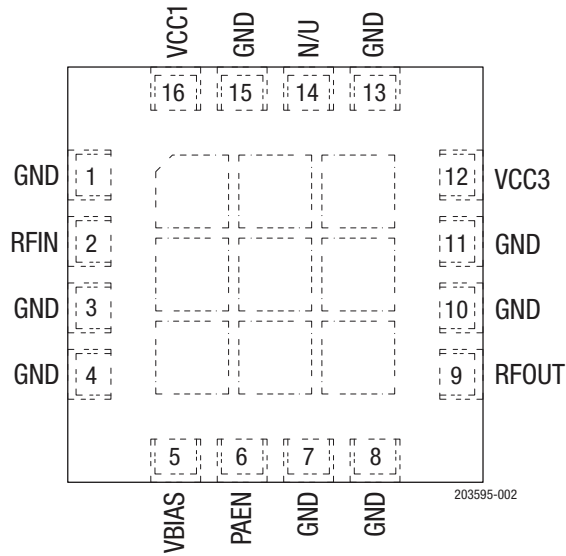 VCC1 GND N/U GND
16 15 14 13
GND 1 12 VCC3
RFIN 2 11 GND
GND 3 10 GND
GND 4 9 RFOUT
5 6 7 8
VBIAS PAEN GND GND
203595-002